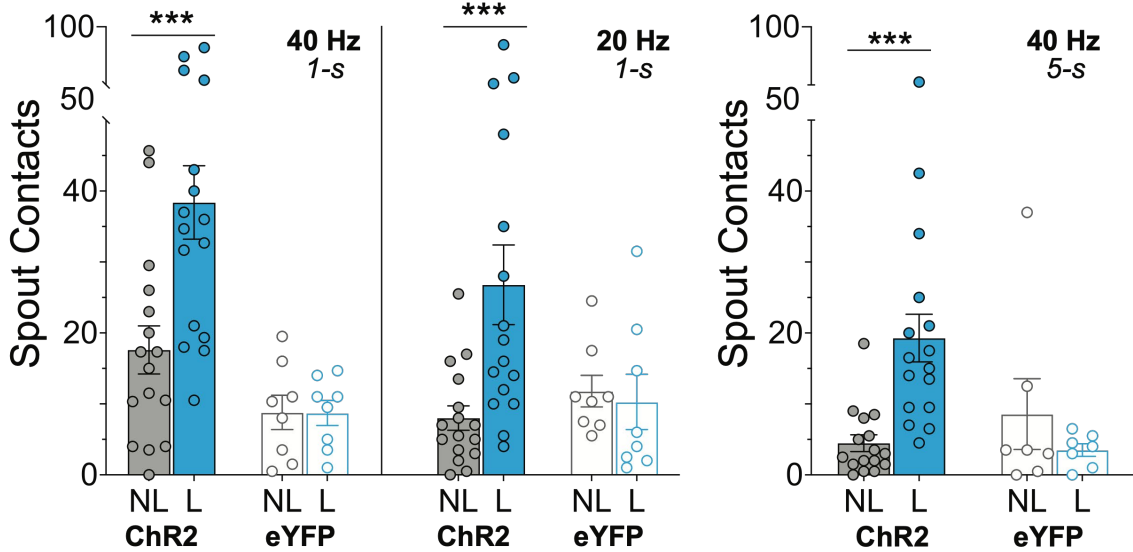 Spout Contacts
100
50
40
20
0
***
40 Hz
1-s
NL L NL L
ChR2 eYFP
***
20 Hz
1-s
NL L NL L
ChR2 eYFP
Spout Contacts
100
50
40
20
0
***
40 Hz
5-s
NL L NL L
ChR2 eYFP